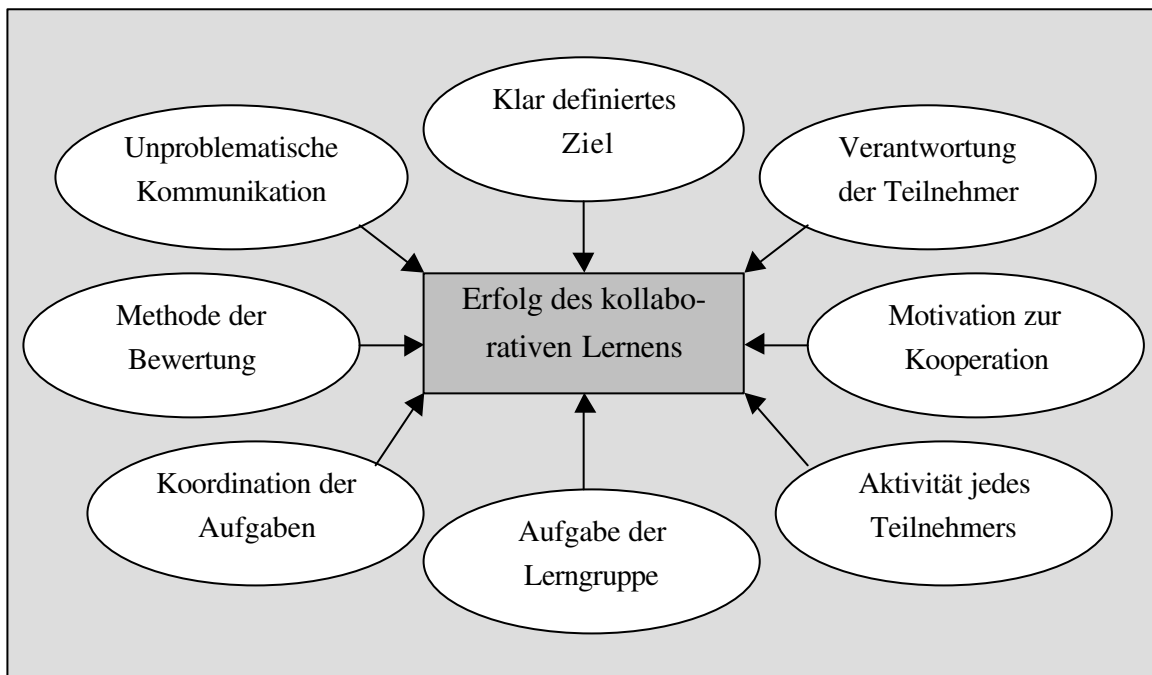 Klar definiertes
Ziel
Unproblematische
Kommunikation
Verantwortung
der Teilnehmer
Erfolg des kollabo-
rativen Lernens
Methode der
Bewertung
Motivation zur
Kooperation
Koordination der
Aufgaben
Aufgabe der
Lerngruppe
Aktivität jedes
Teilnehmers